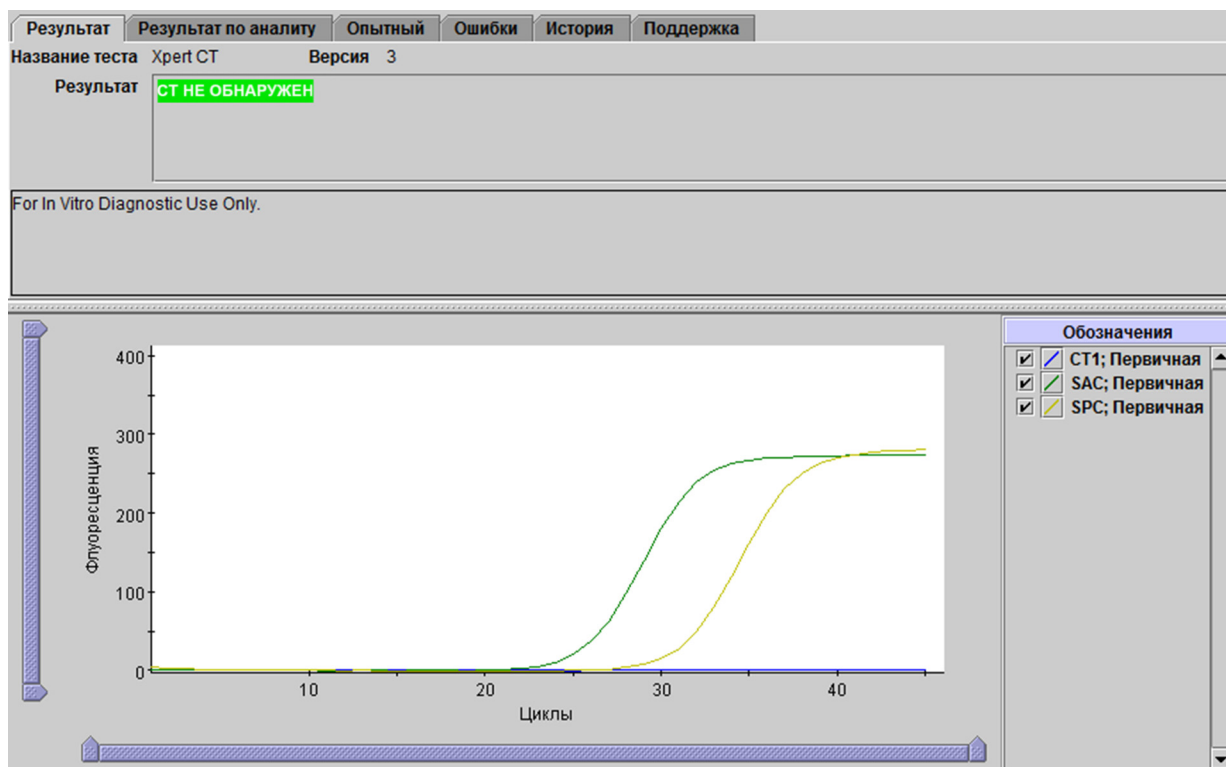 Результат Результат по аналиту Опытный Ошибки История Поддержка
Название теста Xpert CT Версия 3
Результат CT НЕ ОБНАРУЖЕН
For In Vitro Diagnostic Use Only.
Обозначения
CT1; Первичная
SAC; Первичная
SPC; Первичная
400
300
200
100
0
Флуоресценция
10 20 30 40
Циклы